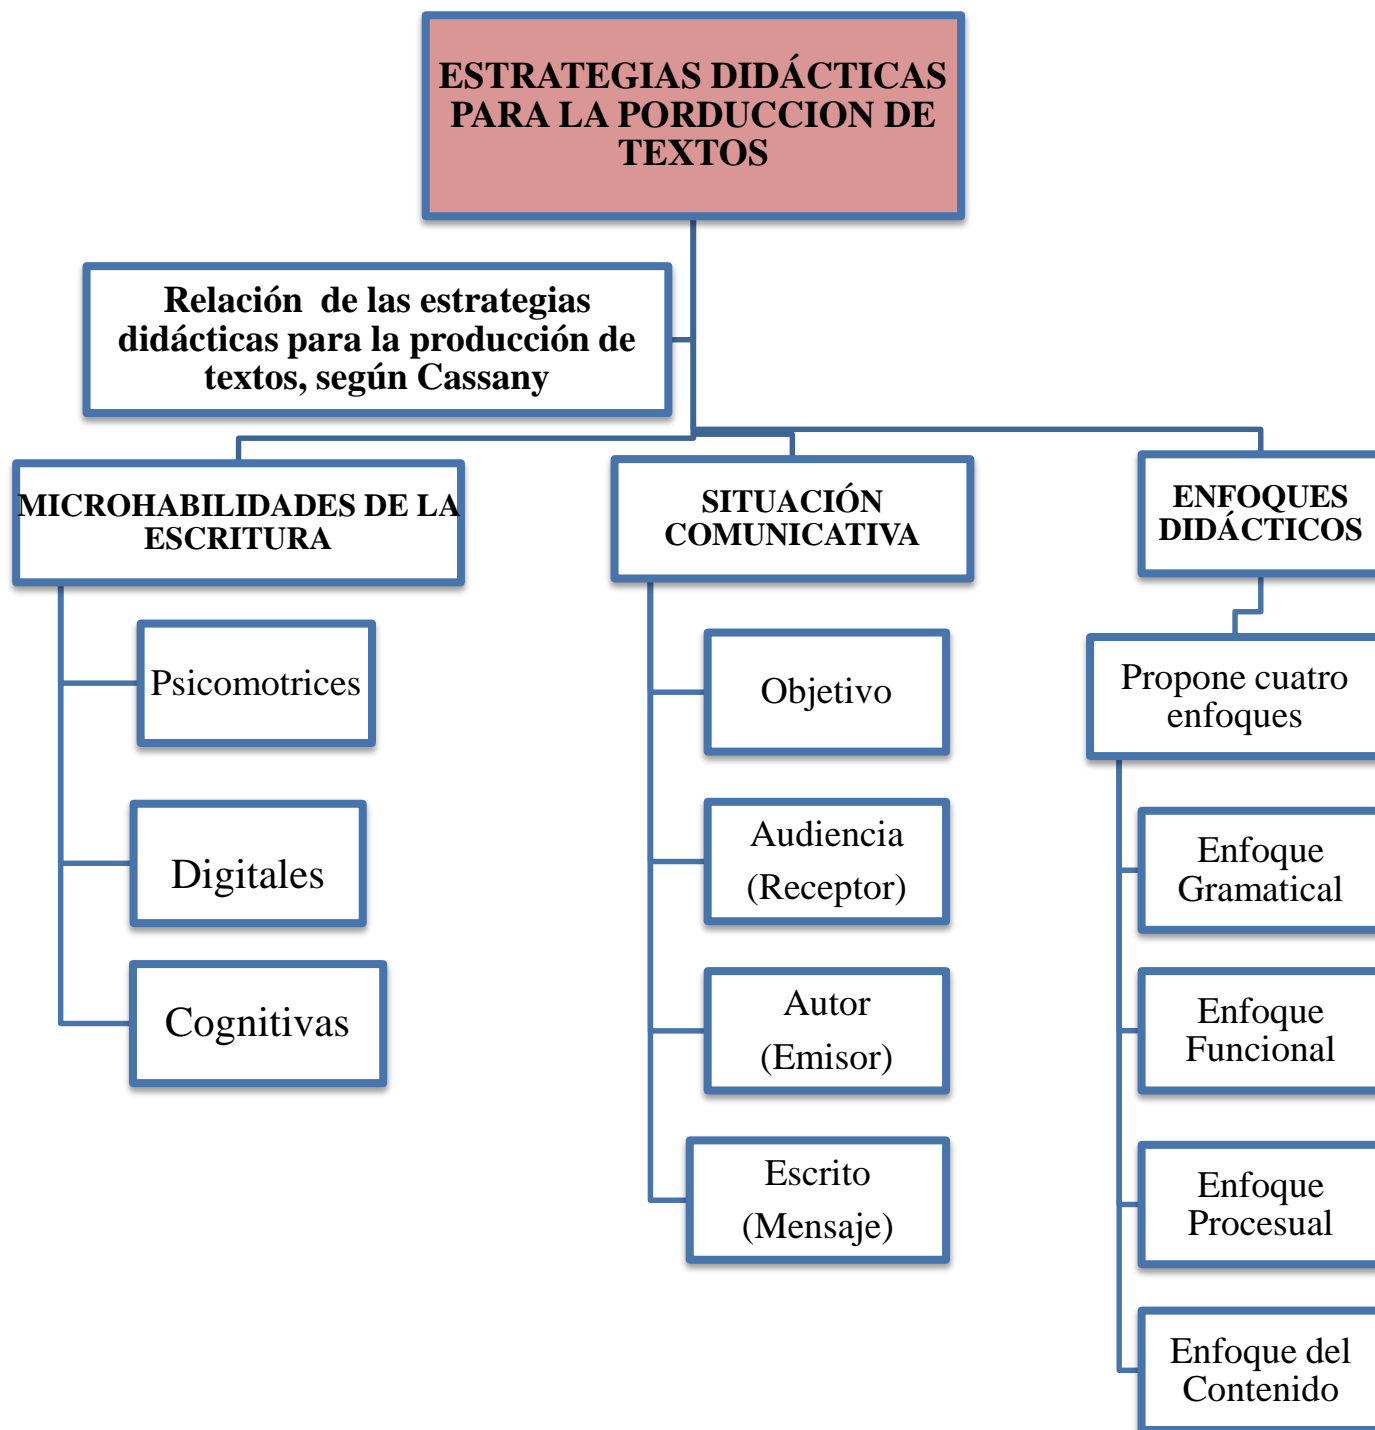 ESTRATEGIAS DIDÁCTICAS
PARA LA PORDUCCION DE
TEXTOS
Relación de las estrategias
didácticas para la producción de
textos, según Cassany
MICROHABILIDADES DE LA
ESCRITURA
Psicomotrices
Digitales
Cognitivas
SITUACIÓN
COMUNICATIVA
Objetivo
Audiencia
(Receptor)
Autor
(Emisor)
Escrito
(Mensaje)
ENFOQUES
DIDÁCTICOS
Propone cuatro
enfoques
Enfoque
Gramatical
Enfoque
Funcional
Enfoque
Procesual
Enfoque del
Contenido